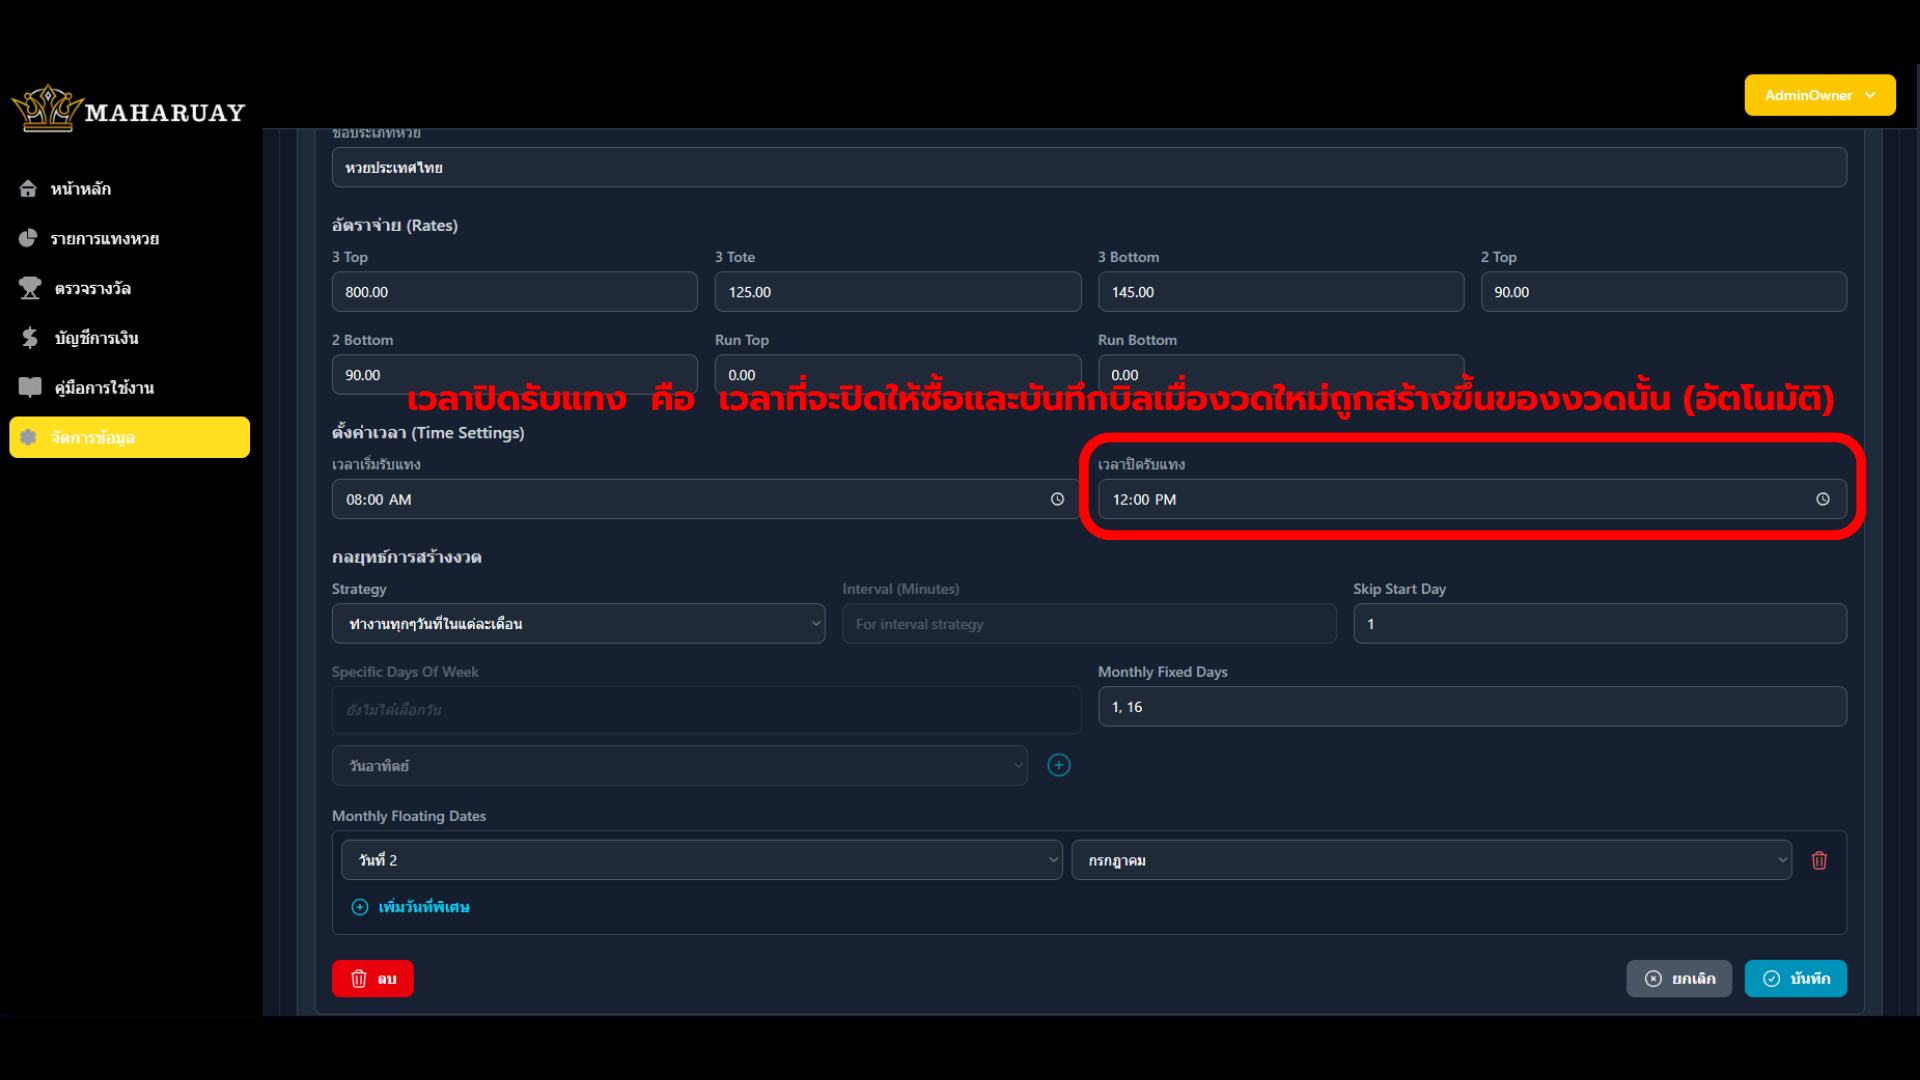 MAHARUAY
AdminOwner
หน้าหลัก
รายการแทงหวย
ตรวจรางวัล
บัญชีการเงิน
คู่มือการใช้งาน
จัดการข้อมูล
ชื่อประเภทหวย
หวยประเทศไทย
อัตราจ่าย (Rates)
3 Top
3 Tote
3 Bottom
2 Top
800.00
125.00
145.00
90.00
2 Bottom
Run Top
Run Bottom
90.00
0.00
0.00
เวลาปิดรับแทง คือ เวลาที่จะปิดให้ซื้อและบันทึกบิลเมื่องวดใหม่ถูกสร้างขึ้นของงวดนั้น (อัตโนมัติ)
ตั้งค่าเวลา (Time Settings)
เวลาเริ่มรับแทง
เวลาปิดรับแทง
08:00 AM
12:00 PM
กลยุทธ์การสร้างงวด
Strategy
Interval (Minutes)
Skip Start Day
ทำงานทุกๆวันที่ในแต่ละเดือน
For interval strategy
1
Specific Days Of Week
Monthly Fixed Days
ยังไม่ได้เลือกวัน
1, 16
วันอาทิตย์
Monthly Floating Dates
วันที่ 2
กรกฎาคม
เพิ่มวันที่พิเศษ
ลบ
ยกเลิก
บันทึก